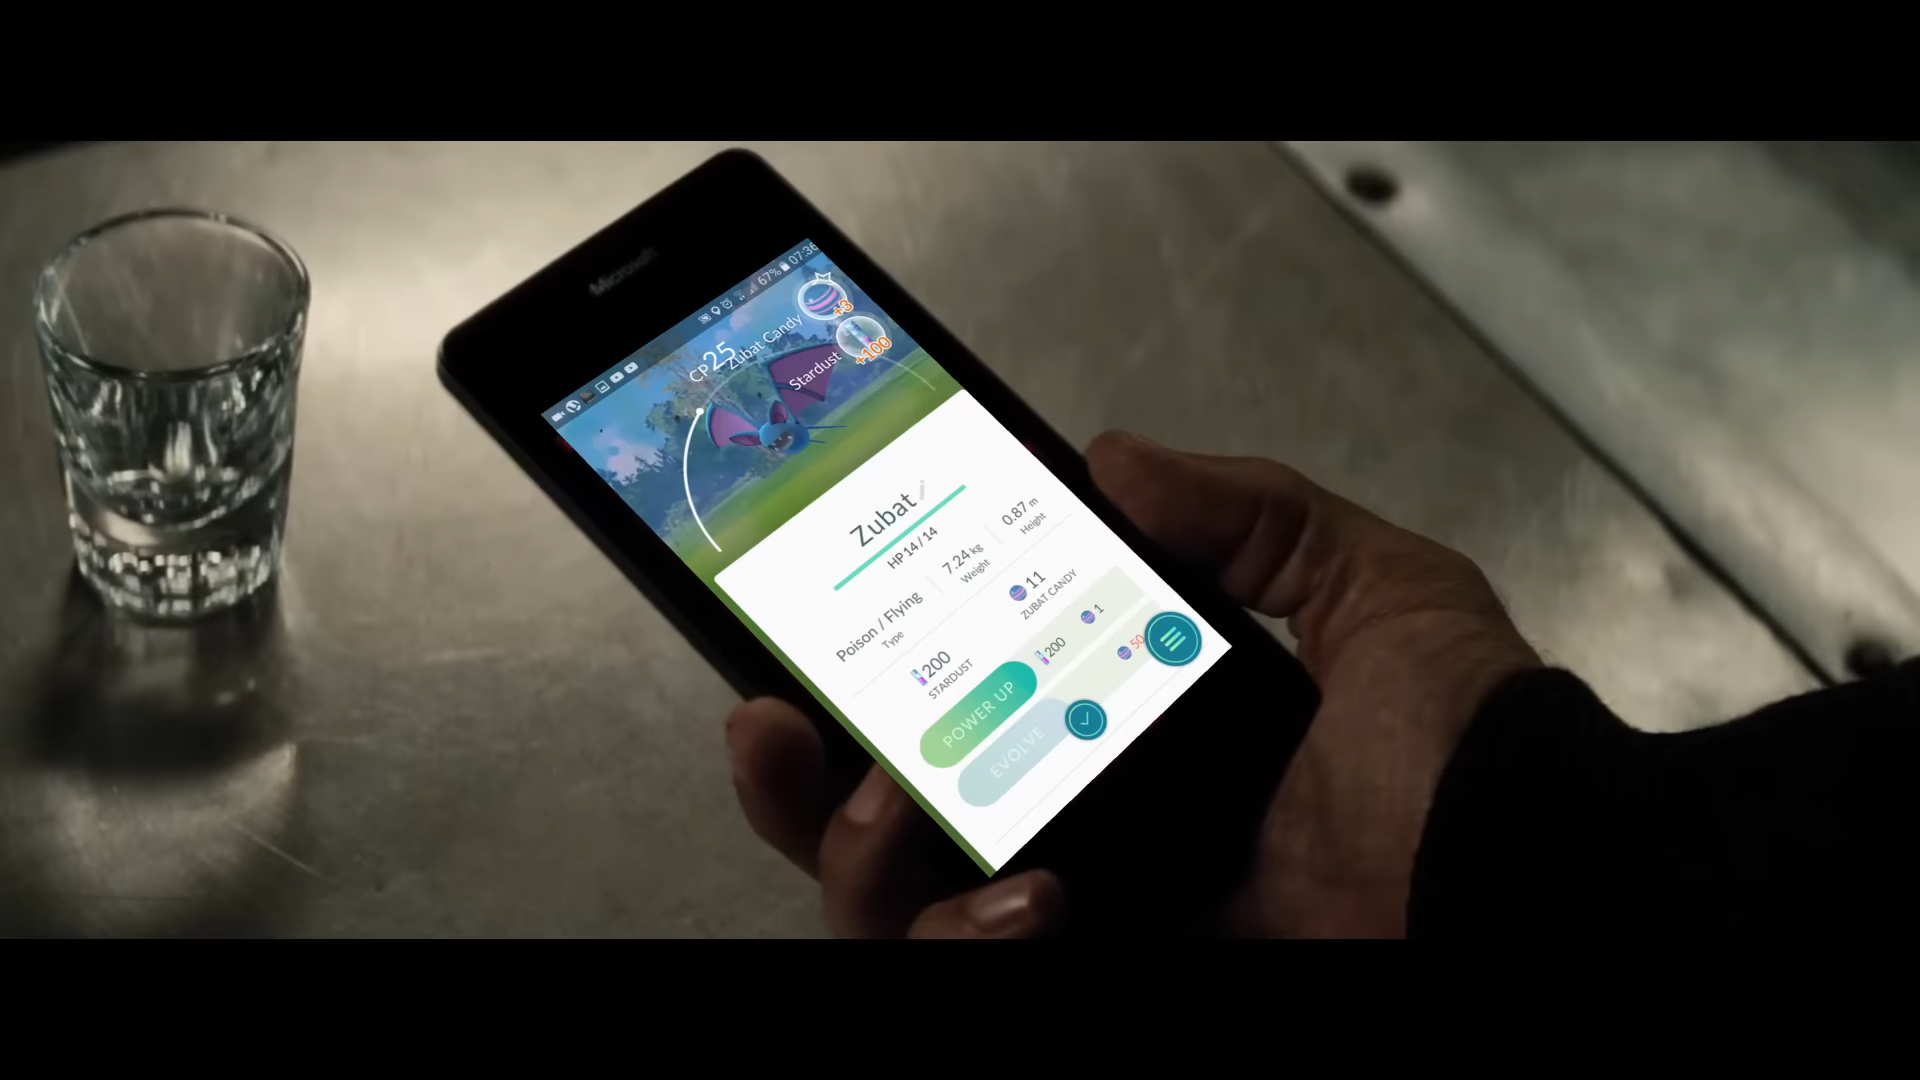 Microsoft
67% 07:36
CP25
Zubat Candy
+3
Stardust
+100
Zubat
HP 14 / 14
Poison / Flying
Type
7.24 kg
Weight
0.87 m
Height
200
STARDUST
11
ZUBAT CANDY
POWER UP
200
1
EVOLVE
50